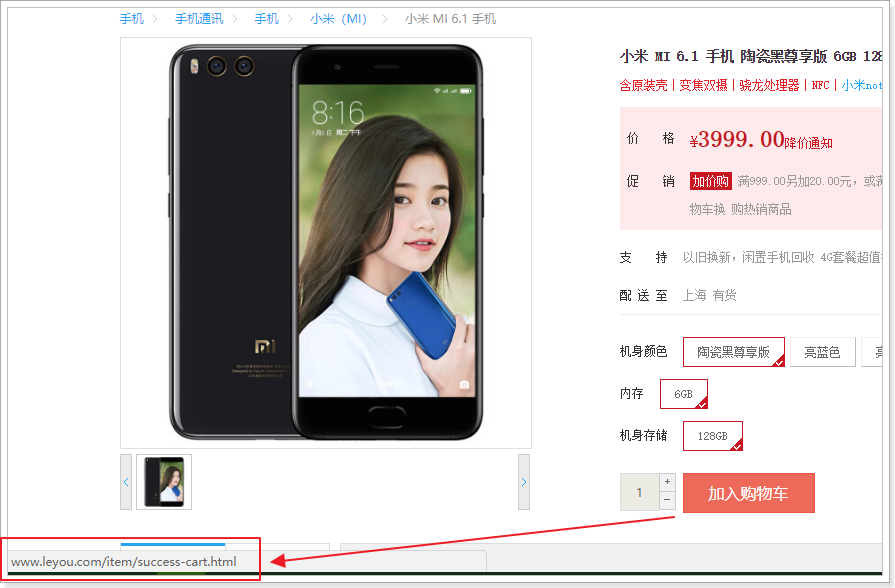 手机 > 手机通讯 > 手机 > 小米（MI） > 小米 MI 6.1 手机
8:16
4月5日 周二下午
小米 MI 6.1 手机 陶瓷黑尊享版 6GB 128
含原装壳 | 变焦双摄 | 骁龙处理器 | NFC | 小米not
价 格 ¥3999.00降价通知
促 销 加价购 满999.00另加20.00元，或满
物车换 购热销商品
支 持 以旧换新，闲置手机回收 4G套餐超值
配 送 至 上海 有货
机身颜色 陶瓷黑尊享版 亮蓝色
内存 6GB
机身存储 128GB
1 + − 加入购物车
mi
www.leyou.com/item/success-cart.html